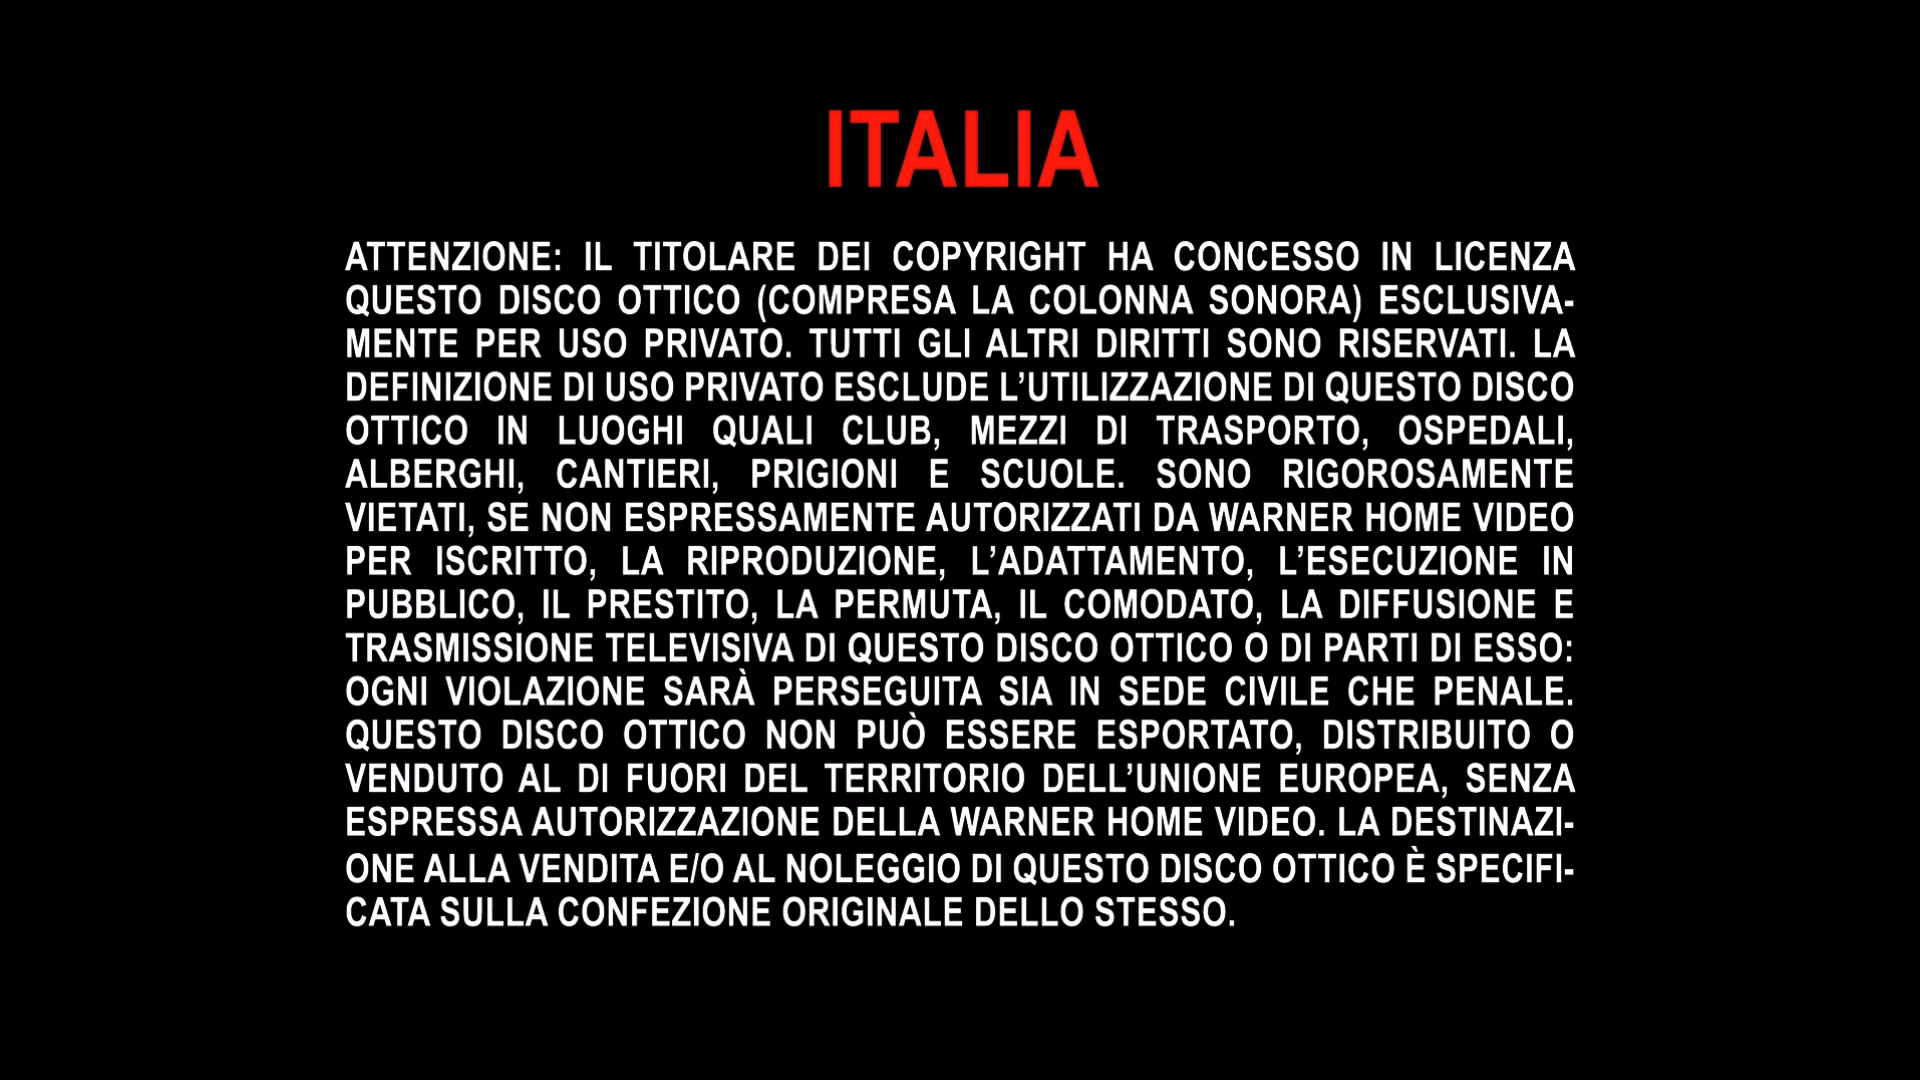 ITALIA
ATTENZIONE: IL TITOLARE DEI COPYRIGHT HA CONCESSO IN LICENZA
QUESTO DISCO OTTICO (COMPRESA LA COLONNA SONORA) ESCLUSIVA-
MENTE PER USO PRIVATO. TUTTI GLI ALTRI DIRITTI SONO RISERVATI. LA
DEFINIZIONE DI USO PRIVATO ESCLUDE L’UTILIZZAZIONE DI QUESTO DISCO
OTTICO IN LUOGHI QUALI CLUB, MEZZI DI TRASPORTO, OSPEDALI,
ALBERGHI, CANTIERI, PRIGIONI E SCUOLE. SONO RIGOROSAMENTE
VIETATI, SE NON ESPRESSAMENTE AUTORIZZATI DA WARNER HOME VIDEO
PER ISCRITTO, LA RIPRODUZIONE, L’ADATTAMENTO, L’ESECUZIONE IN
PUBBLICO, IL PRESTITO, LA PERMUTA, IL COMODATO, LA DIFFUSIONE E
TRASMISSIONE TELEVISIVA DI QUESTO DISCO OTTICO O DI PARTI DI ESSO:
OGNI VIOLAZIONE SARÀ PERSEGUITA SIA IN SEDE CIVILE CHE PENALE.
QUESTO DISCO OTTICO NON PUÒ ESSERE ESPORTATO, DISTRIBUITO O
VENDUTO AL DI FUORI DEL TERRITORIO DELL’UNIONE EUROPEA, SENZA
ESPRESSA AUTORIZZAZIONE DELLA WARNER HOME VIDEO. LA DESTINAZI-
ONE ALLA VENDITA E/O AL NOLEGGIO DI QUESTO DISCO OTTICO È SPECIFI-
CATA SULLA CONFEZIONE ORIGINALE DELLO STESSO.